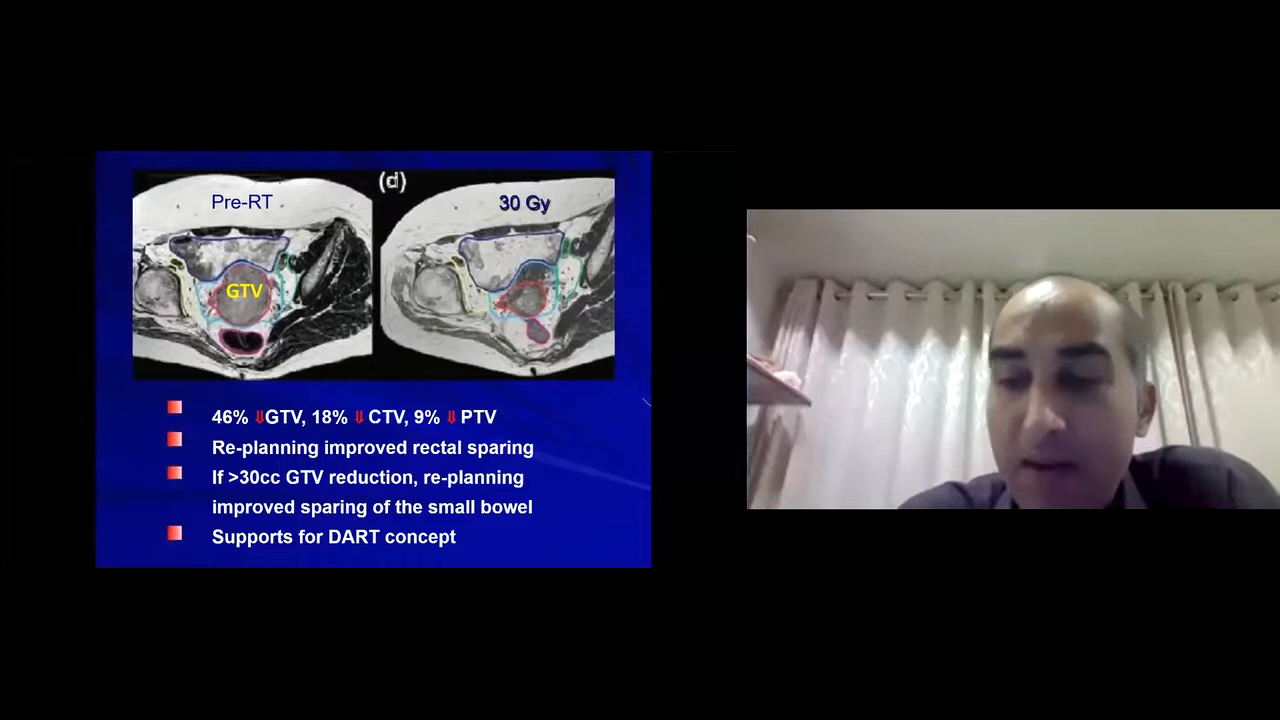 (d)
Pre-RT
30 Gy
GTV
46% ⇓GTV, 18% ⇓ CTV, 9% ⇓ PTV
Re-planning improved rectal sparing
If >30cc GTV reduction, re-planning
improved sparing of the small bowel
Supports for DART concept